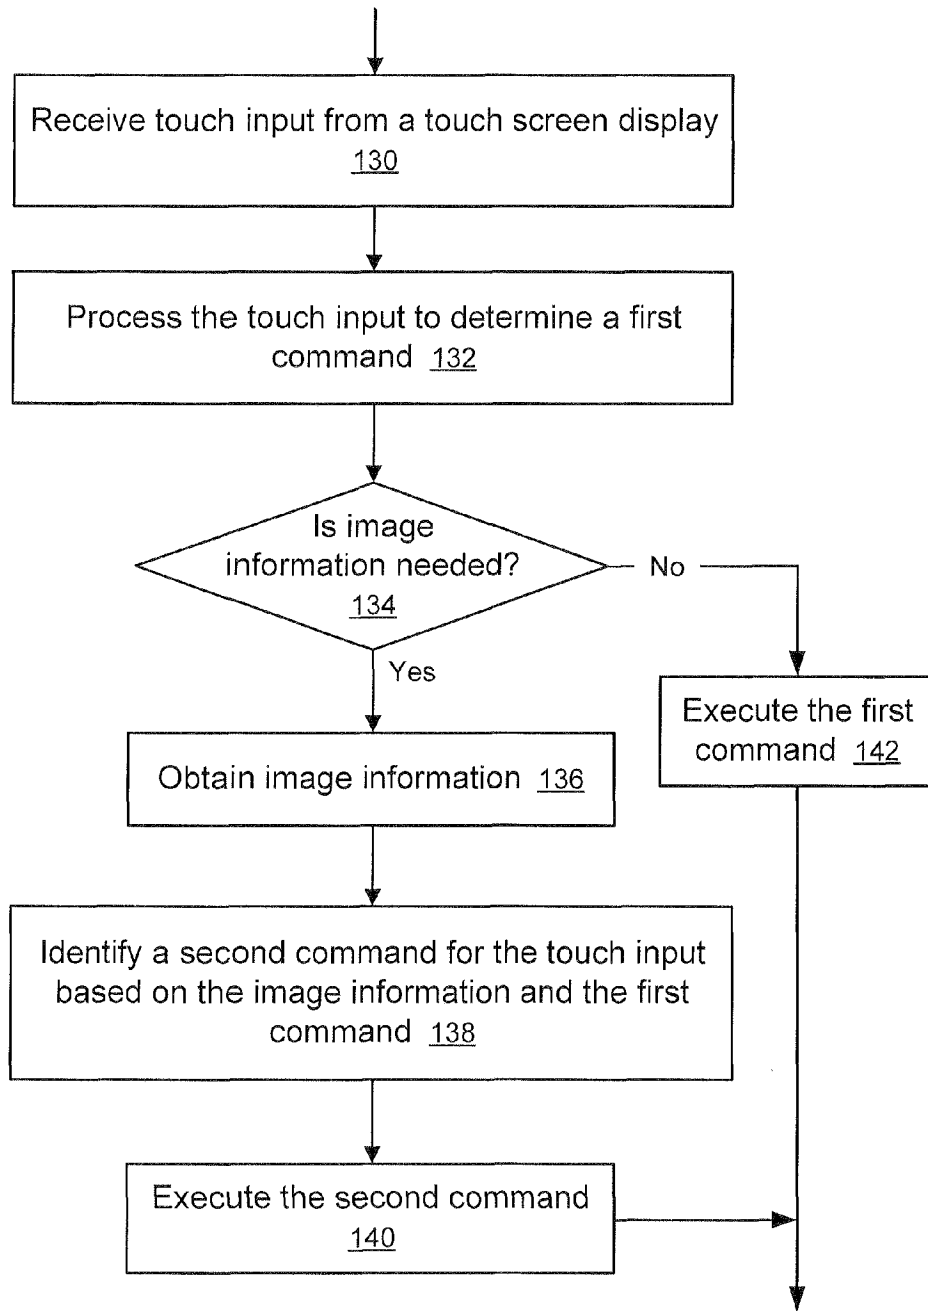 Receive touch input from a touch screen display
130
Process the touch input to determine a first
command 132
Is image
information needed?
134
No
Yes
Execute the first
command 142
Obtain image information 136
Identify a second command for the touch input
based on the image information and the first
command 138
Execute the second command
140